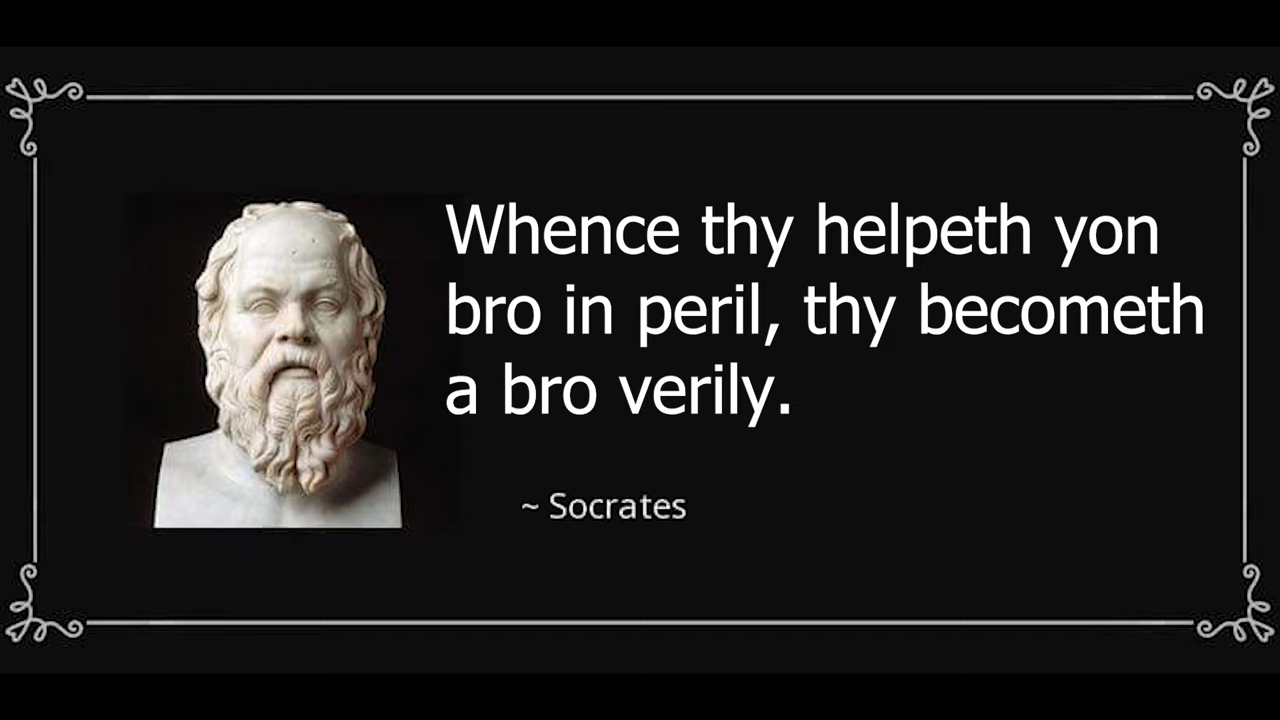 Whence thy helpeth yon
bro in peril, thy becometh
a bro verily.
~ Socrates